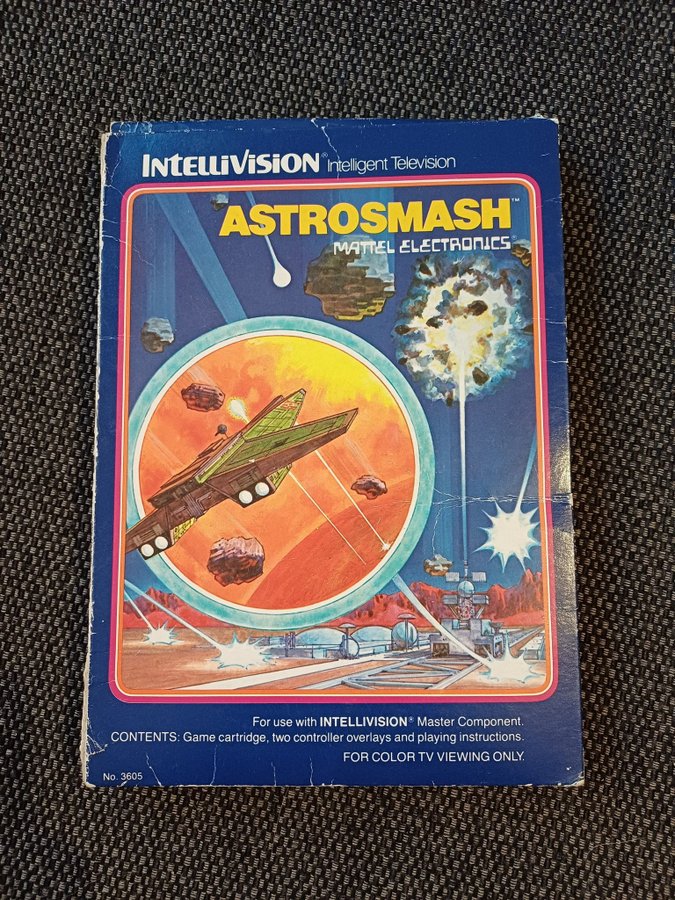 INTELLIVISION® Intelligent Television
ASTROSMASH™
MATTEL ELECTRONICS®
For use with INTELLIVISION® Master Component.
CONTENTS: Game cartridge, two controller overlays and playing instructions.
FOR COLOR TV VIEWING ONLY.
No. 3605